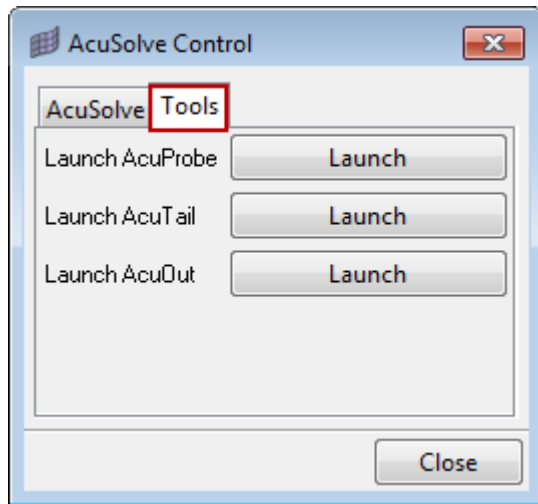 AcuSolve Control
AcuSolve Tools
Launch AcuProbe Launch
Launch AcuTail Launch
Launch AcuOut Launch
Close